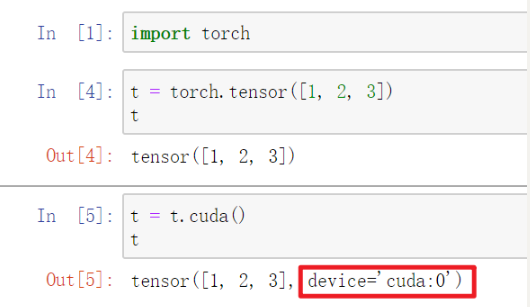 In [1]: import torch
In [4]: t = torch.tensor([1, 2, 3])
t
Out[4]: tensor([1, 2, 3])
In [5]: t = t.cuda()
t
Out[5]: tensor([1, 2, 3], device='cuda:0')